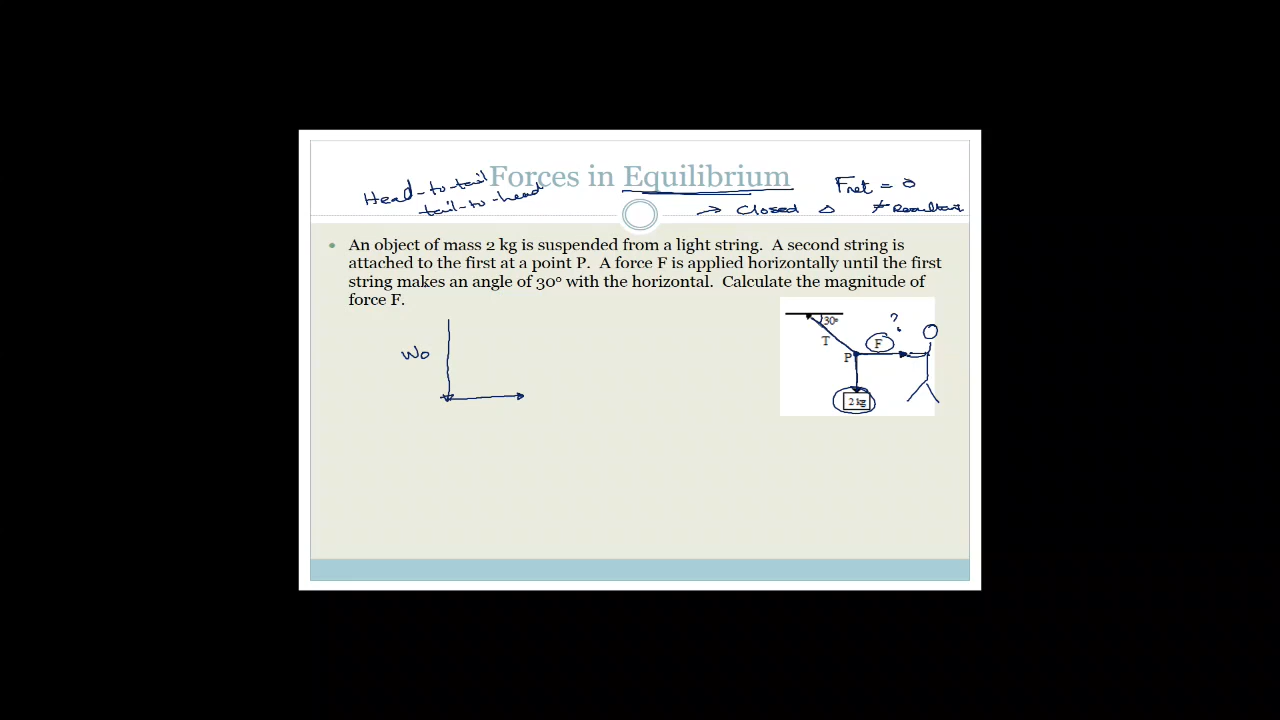 Forces in Equilibrium
Head-to-tail
tail-to-head
Fnet = 0
→ Closed △ ≠ Resultant
• An object of mass 2 kg is suspended from a light string. A second string is
attached to the first at a point P. A force F is applied horizontally until the first
string makes an angle of 30° with the horizontal. Calculate the magnitude of
force F.
30°
?
T
F
P
2 kg